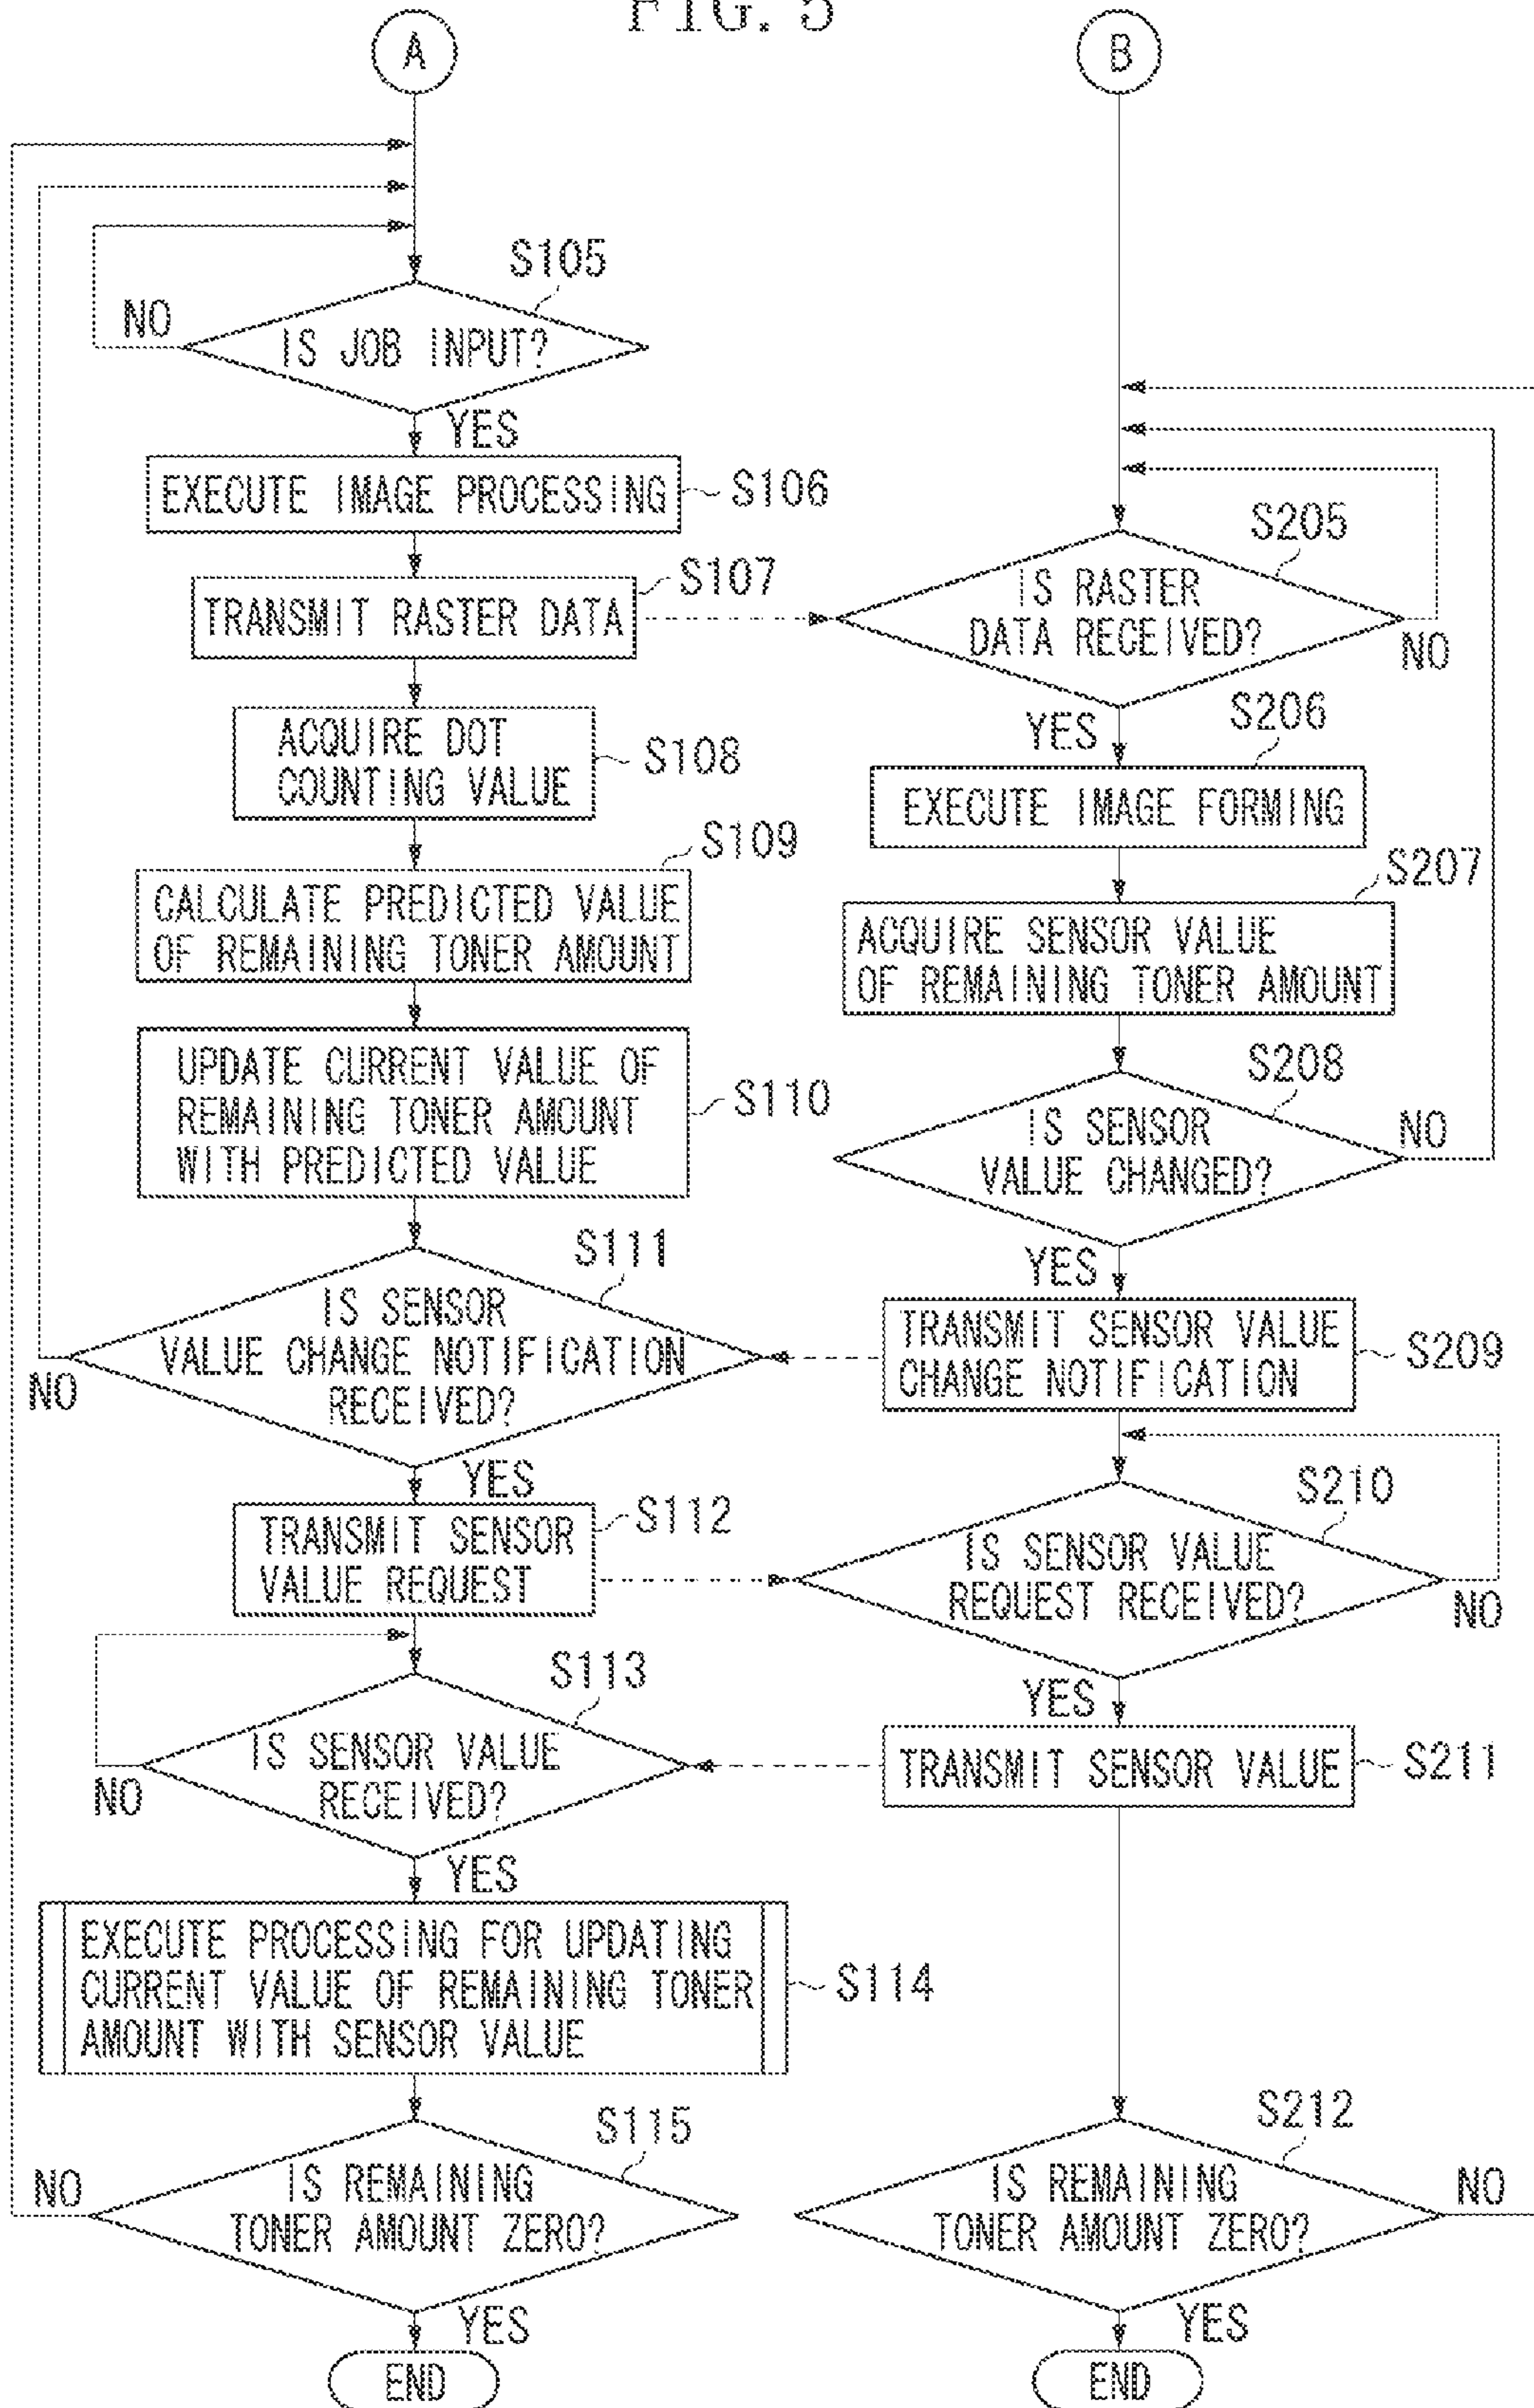 FIG. 5
A
S105
NO
IS JOB INPUT?
YES
EXECUTE IMAGE PROCESSING
S106
TRANSMIT RASTER DATA
S107
ACQUIRE DOT
COUNTING VALUE
S108
S109
CALCULATE PREDICTED VALUE
OF REMAINING TONER AMOUNT
UPDATE CURRENT VALUE OF
REMAINING TONER AMOUNT
WITH PREDICTED VALUE
S110
S111
IS SENSOR
VALUE CHANGE NOTIFICATION
RECEIVED?
NO
YES
TRANSMIT SENSOR
VALUE REQUEST
S112
S113
IS SENSOR VALUE
RECEIVED?
NO
YES
EXECUTE PROCESSING FOR UPDATING
CURRENT VALUE OF REMAINING TONER
AMOUNT WITH SENSOR VALUE
S114
S115
NO
IS REMAINING
TONER AMOUNT ZERO?
YES
END
B
S205
IS RASTER
DATA RECEIVED?
NO
YES
S206
EXECUTE IMAGE FORMING
S207
ACQUIRE SENSOR VALUE
OF REMAINING TONER AMOUNT
S208
IS SENSOR
VALUE CHANGED?
NO
YES
TRANSMIT SENSOR VALUE
CHANGE NOTIFICATION
S209
S210
IS SENSOR VALUE
REQUEST RECEIVED?
NO
YES
TRANSMIT SENSOR VALUE
S211
S212
IS REMAINING
TONER AMOUNT ZERO?
NO
YES
END